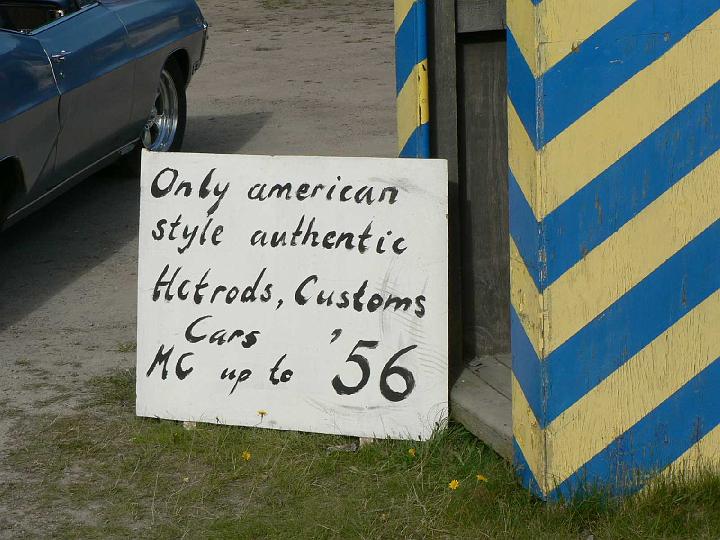 Only american
style authentic
Hotrods, Customs
Cars
MC up to '56